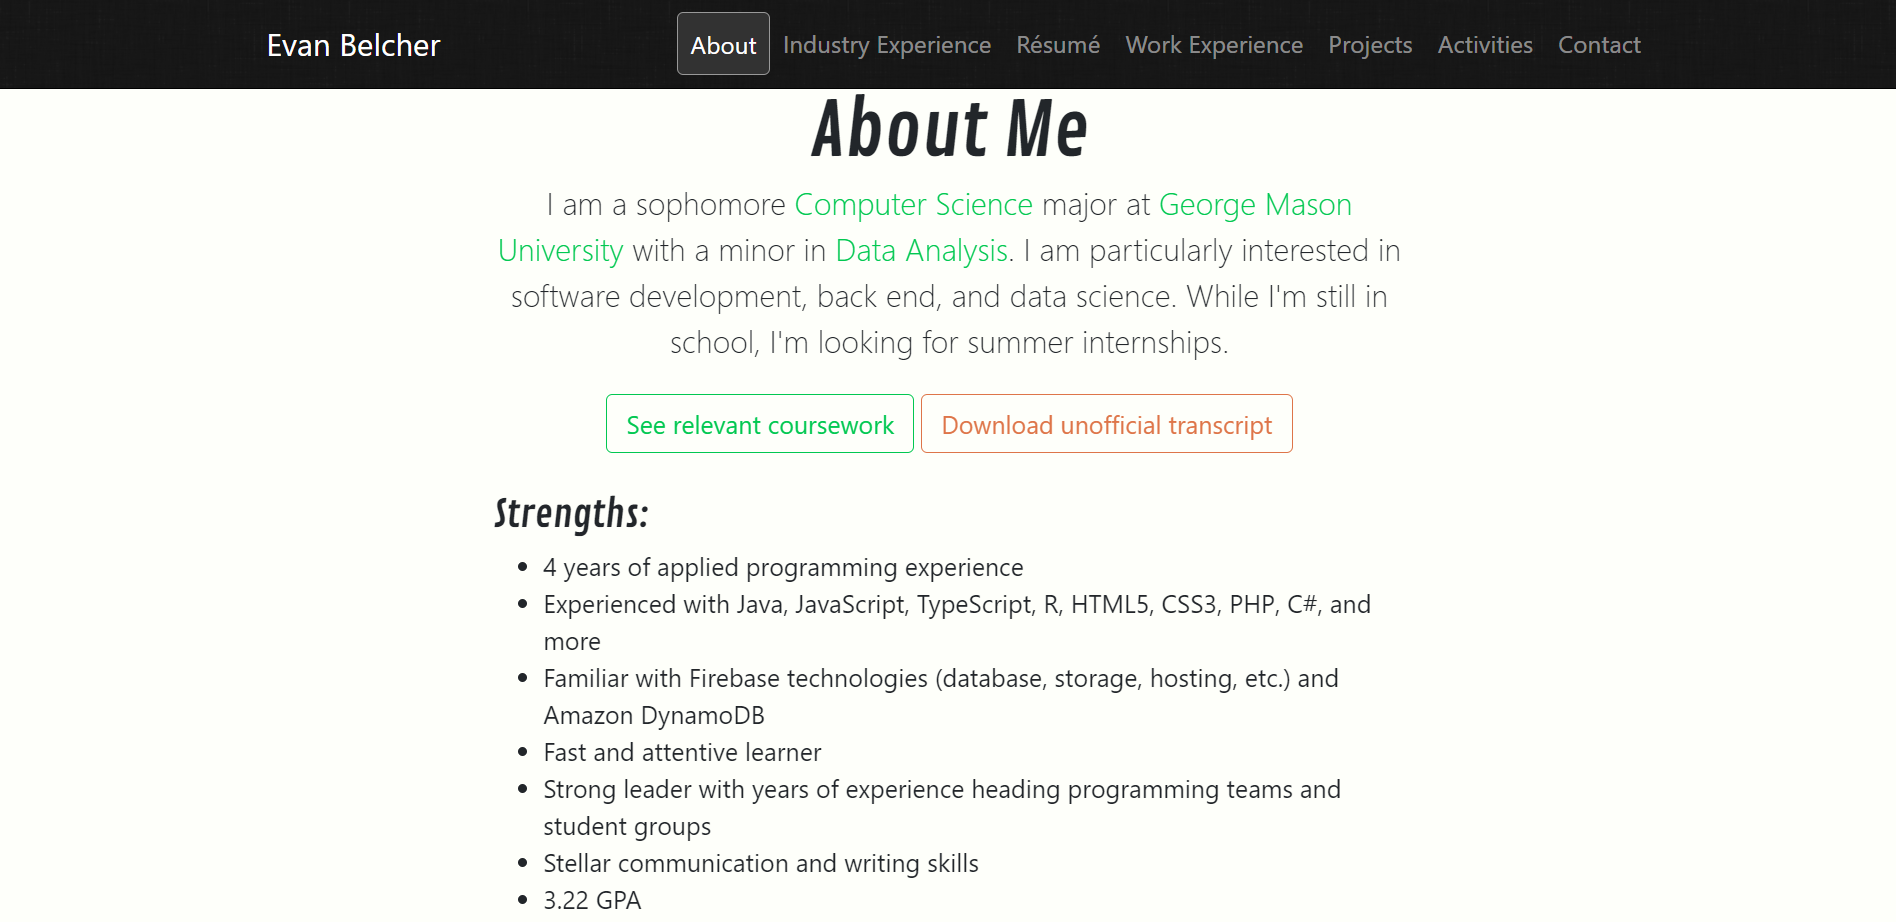 Evan Belcher
About Industry Experience Résumé Work Experience Projects Activities Contact
About Me
I am a sophomore Computer Science major at George Mason
University with a minor in Data Analysis. I am particularly interested in
software development, back end, and data science. While I'm still in
school, I'm looking for summer internships.
See relevant coursework
Download unofficial transcript
Strengths:
• 4 years of applied programming experience
• Experienced with Java, JavaScript, TypeScript, R, HTML5, CSS3, PHP, C#, and
more
• Familiar with Firebase technologies (database, storage, hosting, etc.) and
Amazon DynamoDB
• Fast and attentive learner
• Strong leader with years of experience heading programming teams and
student groups
• Stellar communication and writing skills
• 3.22 GPA